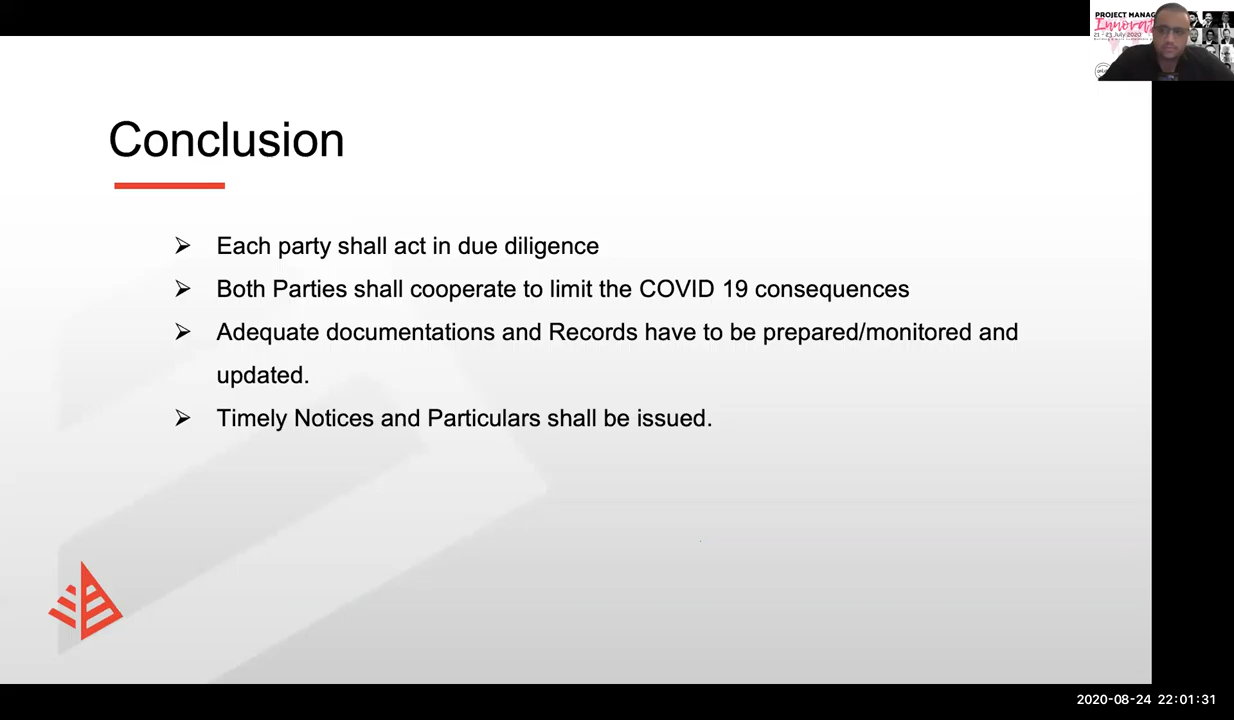 PROJECT MANAG
Innovat
21 - 23 July 2020
Conclusion
➢ Each party shall act in due diligence
➢ Both Parties shall cooperate to limit the COVID 19 consequences
➢ Adequate documentations and Records have to be prepared/monitored and
updated.
➢ Timely Notices and Particulars shall be issued.
2020-08-24 22:01:31